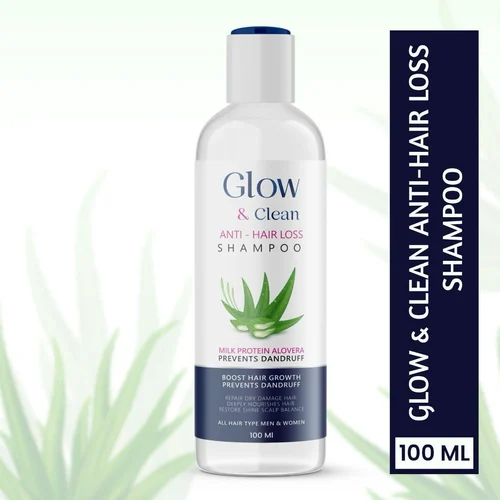 Glow
& Clean
ANTI - HAIR LOSS
SHAMPOO
MILK PROTEIN ALOVERA
PREVENTS DANDRUFF
BOOST HAIR GROWTH
PREVENTS DANDRUFF
REPAIR DRY DAMAGE HAIR
DEEPLY NOURISHES HAIR
RESTORE SHINE SCALP BALANCE
ALL HAIR TYPE MEN & WOMEN
100 Ml
GLOW & CLEAN ANTI-HAIR LOSS
SHAMPOO
100 ML